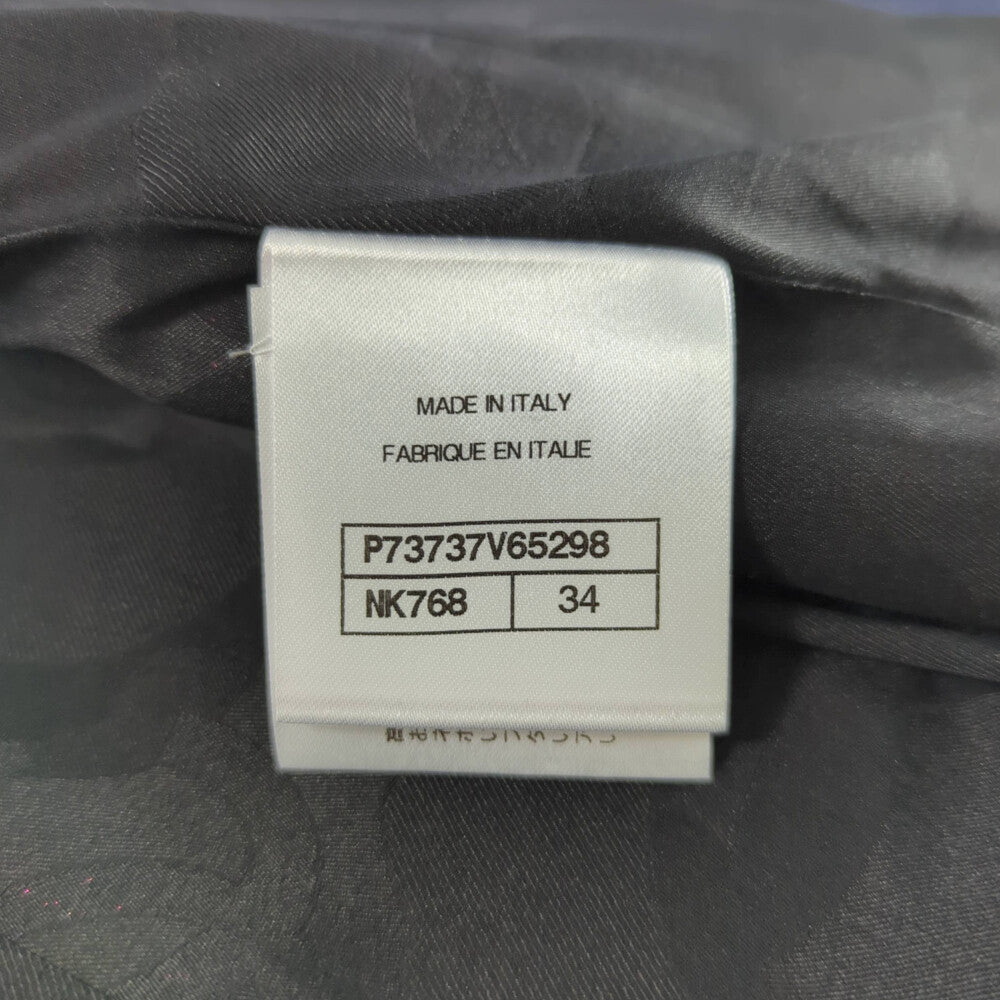 MADE IN ITALY
FABRIQUE EN ITALIE
P73737V65298
NK768 34